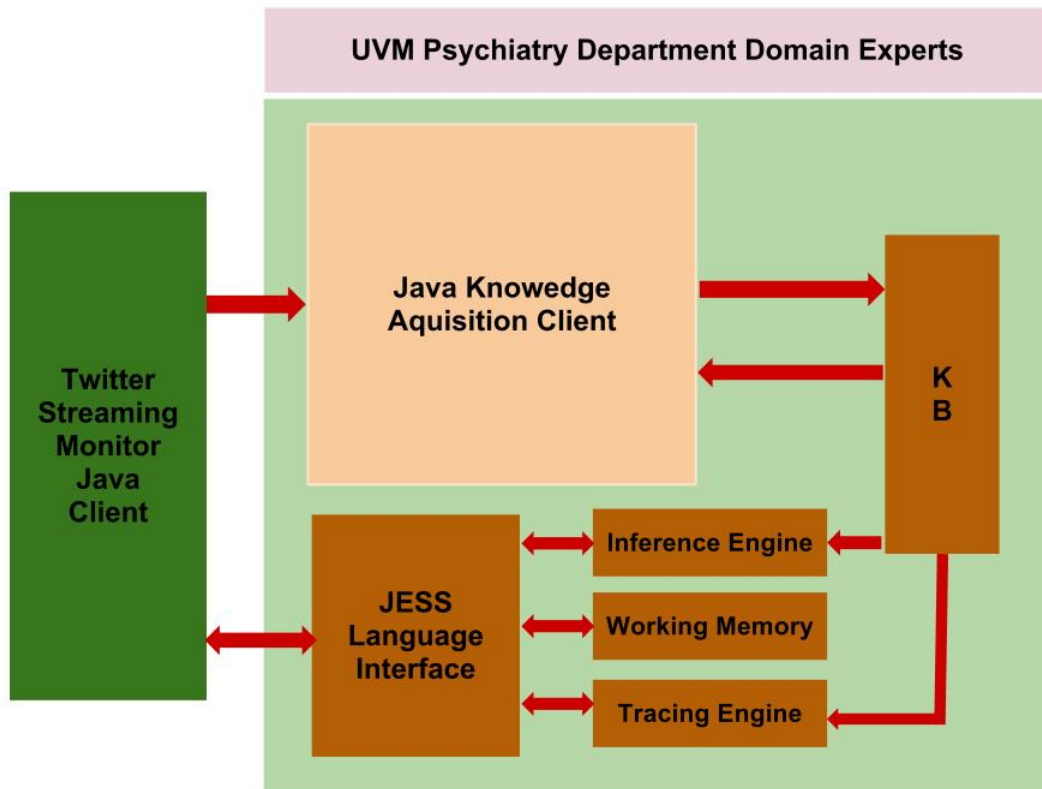 UVM Psychiatry Department Domain Experts
Java Knowedge
Aquisition Client
Twitter
Streaming
Monitor
Java
Client
K
B
Inference Engine
JESS
Language
Interface
Working Memory
Tracing Engine